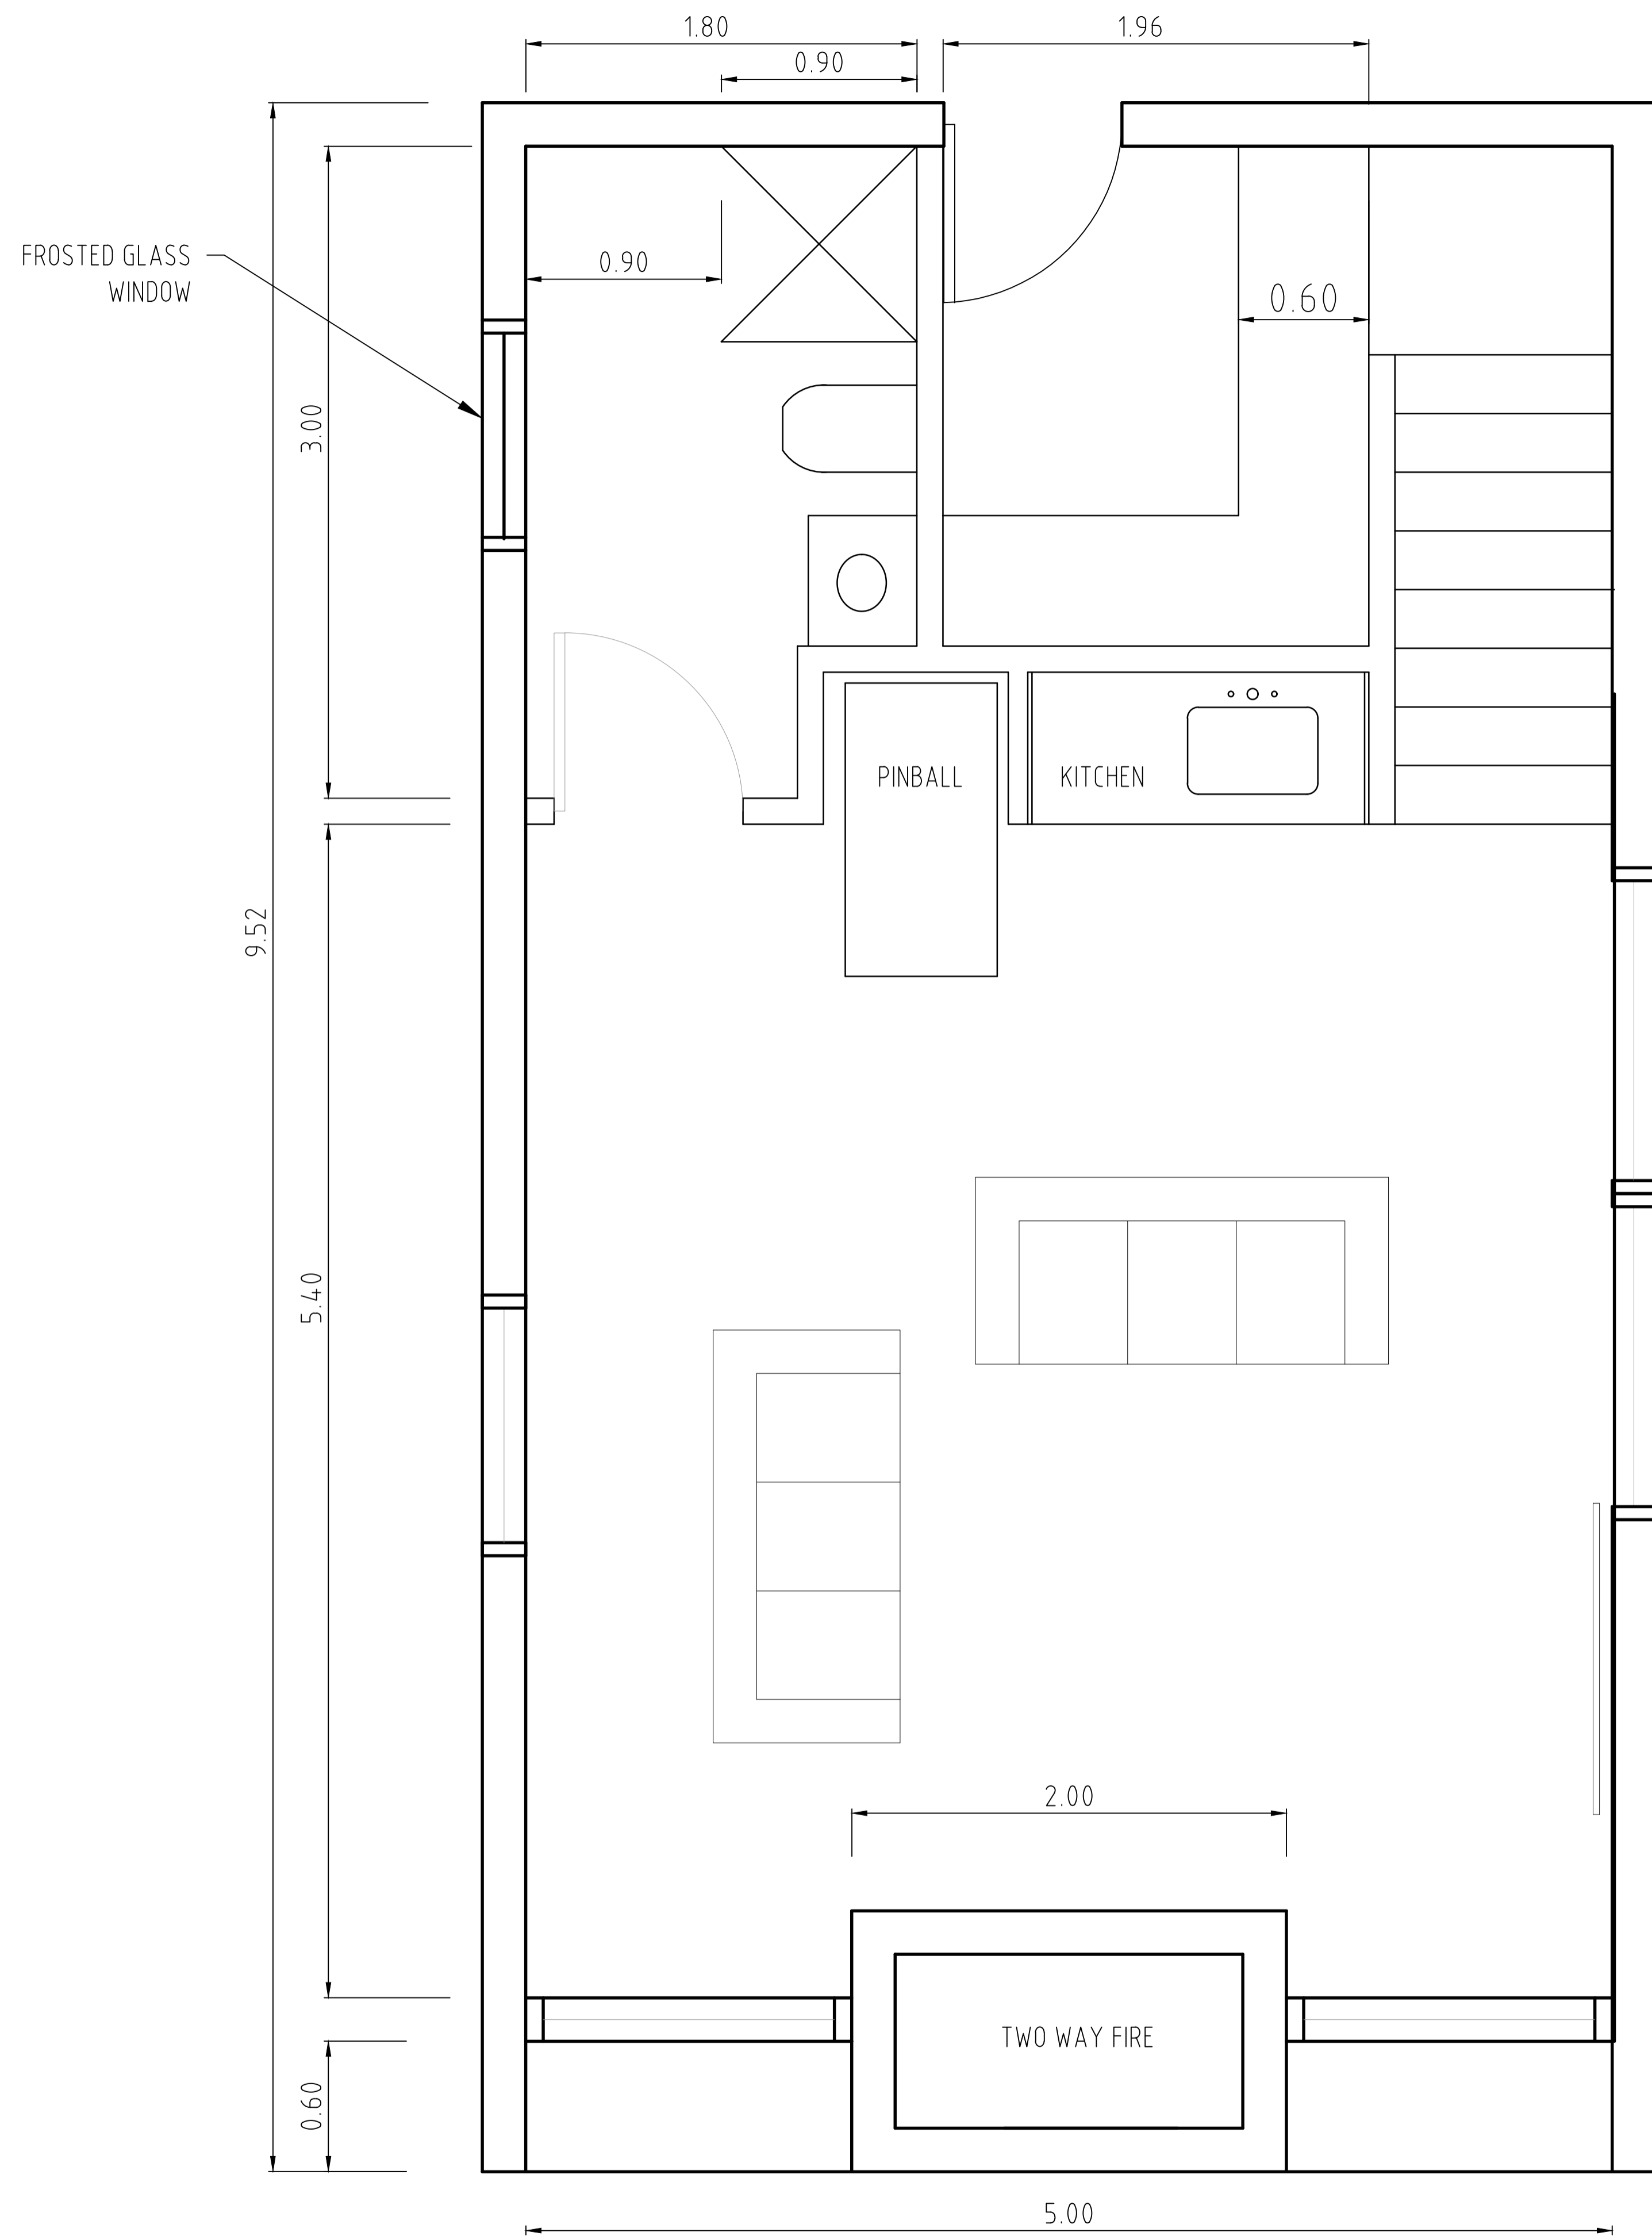 1.80
1.96
0.90
FROSTED GLASS
WINDOW
0.90
0.60
3.00
PINBALL
KITCHEN
9.52
5.40
2.00
TWO WAY FIRE
0.60
5.00